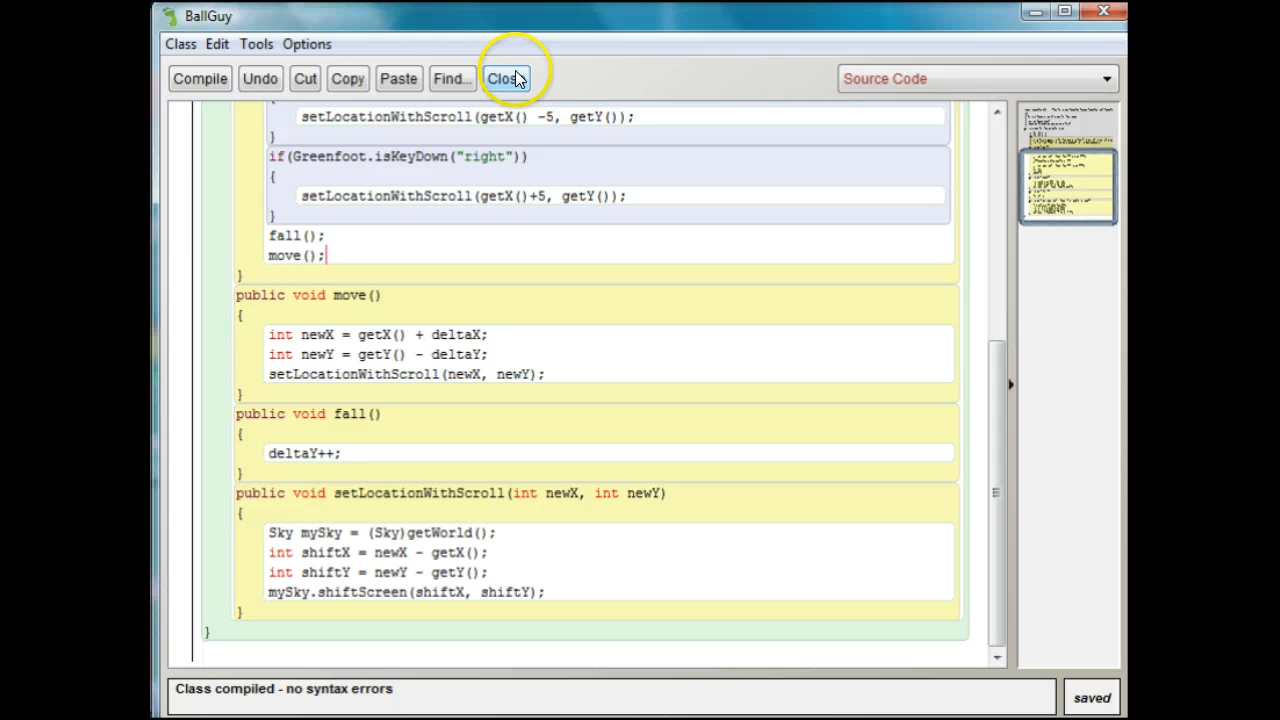 BallGuy
Class Edit Tools Options
Compile Undo Cut Copy Paste Find... Source Code
{
setLocationWithScroll(getX() -5, getY());
}
if(Greenfoot.isKeyDown("right"))
{
setLocationWithScroll(getX()+5, getY());
}
fall();
move();
}
public void move()
{
int newX = getX() + deltaX;
int newY = getY() - deltaY;
setLocationWithScroll(newX, newY);
}
public void fall()
{
deltaY++;
}
public void setLocationWithScroll(int newX, int newY)
{
Sky mySky = (Sky)getWorld();
int shiftX = newX - getX();
int shiftY = newY - getY();
mySky.shiftScreen(shiftX, shiftY);
}
}
Class compiled - no syntax errors
saved